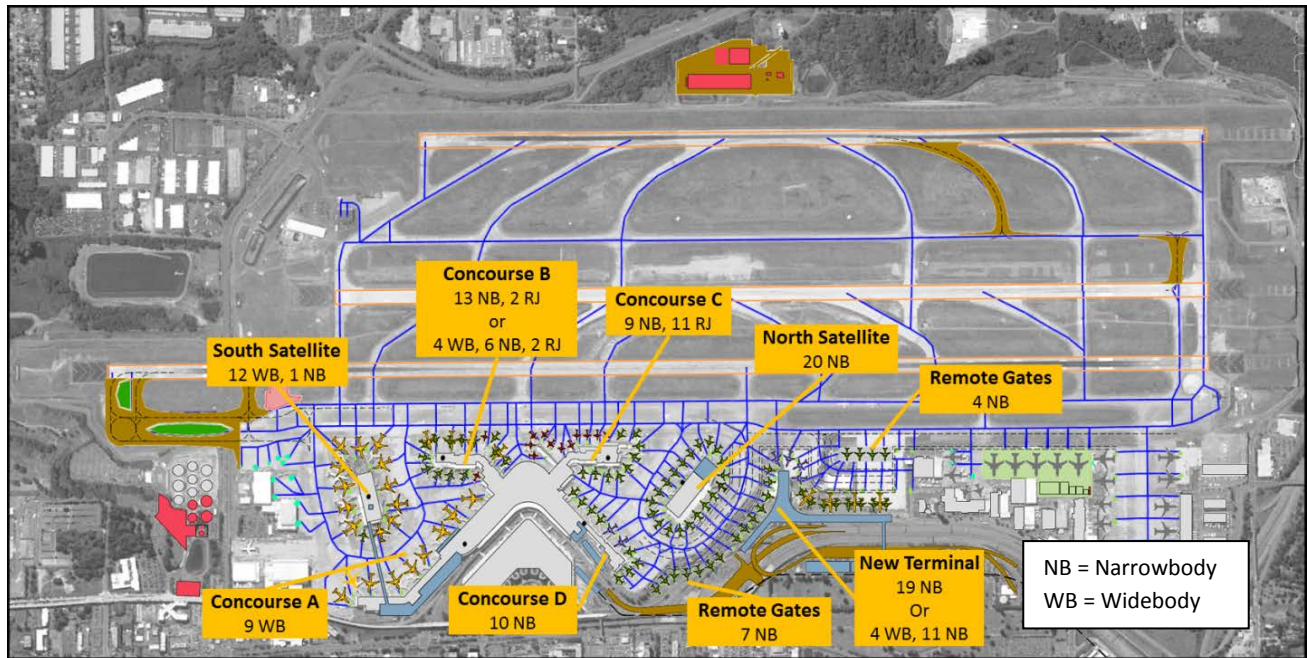 Concourse B
13 NB, 2 RJ
or
4 WB, 6 NB, 2 RJ
Concourse C
9 NB, 11 RJ
South Satellite
12 WB, 1 NB
North Satellite
20 NB
Remote Gates
4 NB
Concourse A
9 WB
Concourse D
10 NB
Remote Gates
7 NB
New Terminal
19 NB
Or
4 WB, 11 NB
NB = Narrowbody
WB = Widebody